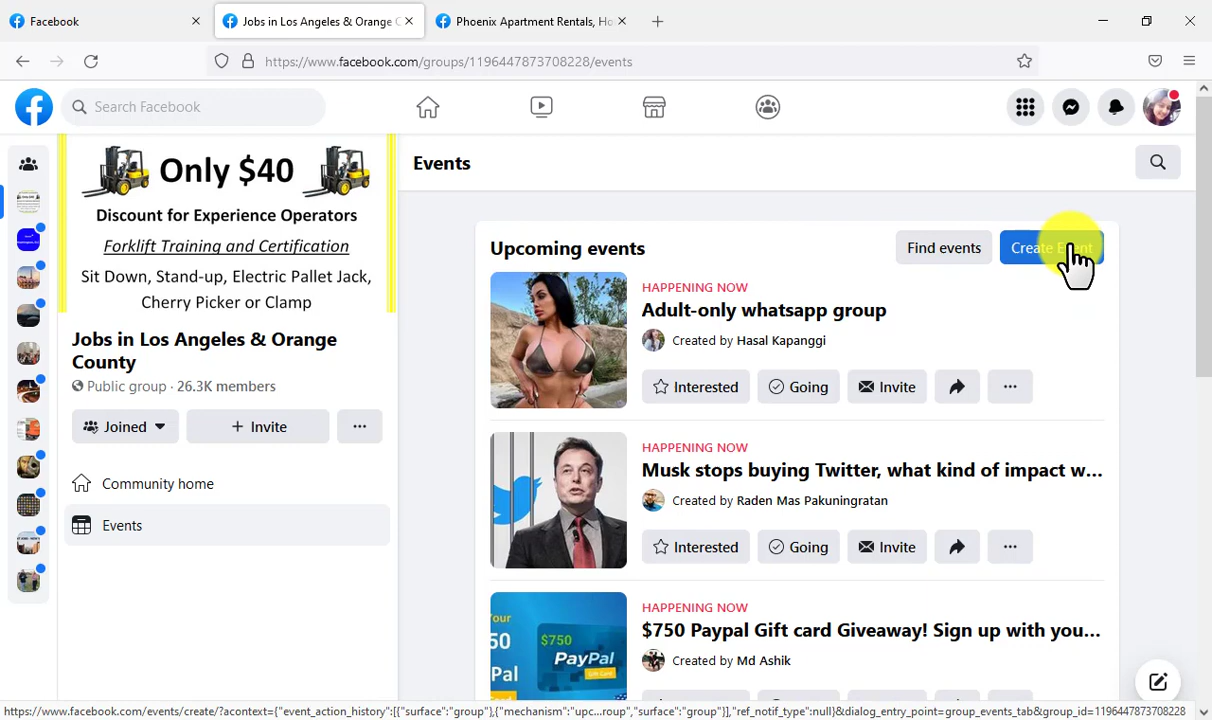 Facebook
Jobs in Los Angeles & Orange C
Phoenix Apartment Rentals, Ho
https://www.facebook.com/groups/1196447873708228/events
Search Facebook
Only $40
Discount for Experience Operators
Forklift Training and Certification
Sit Down, Stand-up, Electric Pallet Jack,
Cherry Picker or Clamp
Jobs in Los Angeles & Orange
County
Public group · 26.3K members
Joined
+ Invite
Community home
Events
Events
Upcoming events
Find events
Create Event
HAPPENING NOW
Adult-only whatsapp group
Created by Hasal Kapanggi
Interested
Going
Invite
HAPPENING NOW
Musk stops buying Twitter, what kind of impact w...
Created by Raden Mas Pakuningratan
Interested
Going
Invite
Your
50
Pal
$750
PayPal
HAPPENING NOW
$750 Paypal Gift card Giveaway! Sign up with you...
Created by Md Ashik
https://www.facebook.com/events/create/?acontext={"event_action_history":[{"surface":"group"},{"mechanism":"upc...roup","surface":"group"}],"ref_notif_type":null}&dialog_entry_point=group_events_tab&group_id=1196447873708228